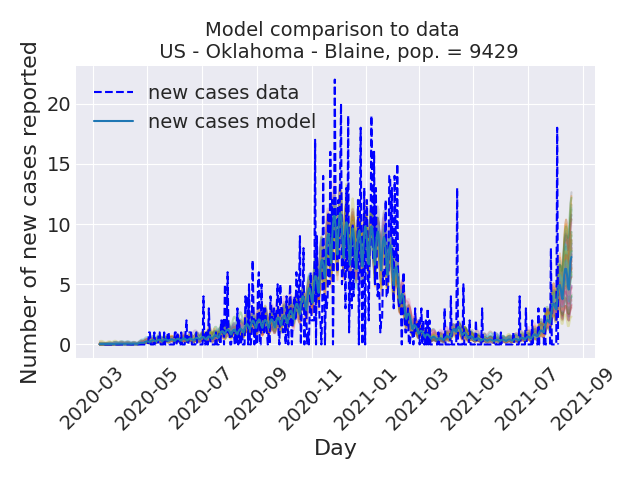 Model comparison to data
US - Oklahoma - Blaine, pop. = 9429
Number of new cases reported
20
15
10
5
0
new cases data
new cases model
2020-03
2020-05
2020-07
2020-09
2020-11
2021-01
2021-03
2021-05
2021-07
2021-09
Day